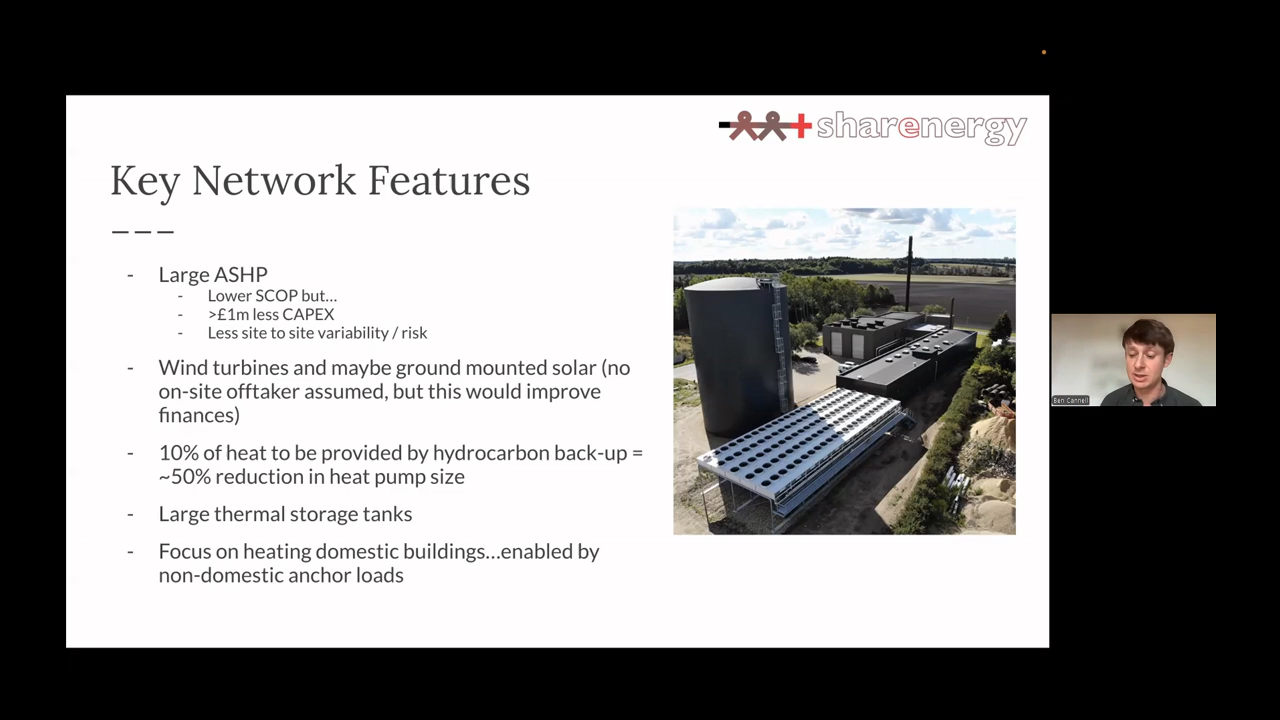 sharenergy
Key Network Features
- Large ASHP
- Lower SCOP but...
- >£1m less CAPEX
- Less site to site variability / risk
- Wind turbines and maybe ground mounted solar (no
on-site offtaker assumed, but this would improve
finances)
- 10% of heat to be provided by hydrocarbon back-up =
~50% reduction in heat pump size
- Large thermal storage tanks
- Focus on heating domestic buildings...enabled by
non-domestic anchor loads
Ben Cannell